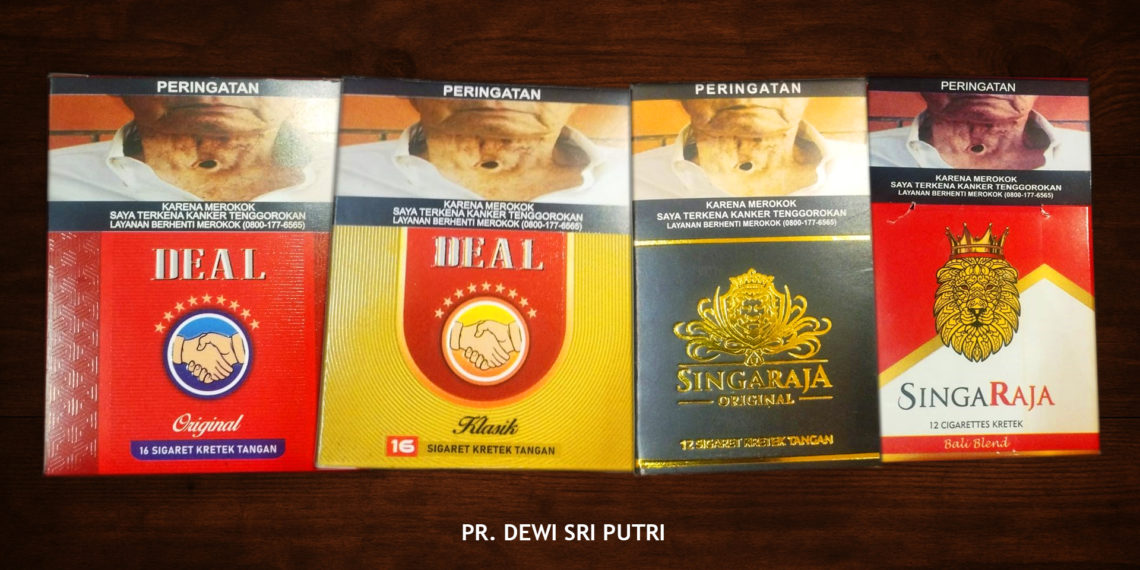 PERINGATAN
KARENA MEROKOK
SAYA TERKENA KANKER TENGGOROKAN
LAYANAN BERHENTI MEROKOK (0800-177-6565)
DEAL
Original
16 SIGARET KRETEK TANGAN
PERINGATAN
KARENA MEROKOK
SAYA TERKENA KANKER TENGGOROKAN
LAYANAN BERHENTI MEROKOK (0800-177-6565)
DEAL
Klasik
16 SIGARET KRETEK TANGAN
PERINGATAN
KARENA MEROKOK
SAYA TERKENA KANKER TENGGOROKAN
LAYANAN BERHENTI MEROKOK (0800-177-6565)
SINGARAJA
ORIGINAL
12 SIGARET KRETEK TANGAN
PERINGATAN
KARENA MEROKOK
SAYA TERKENA KANKER TENGGOROKAN
LAYANAN BERHENTI MEROKOK (0800-177-6565)
SINGARAJA
12 CIGARETTES KRETEK
Bali Blend
PR. DEWI SRI PUTRI